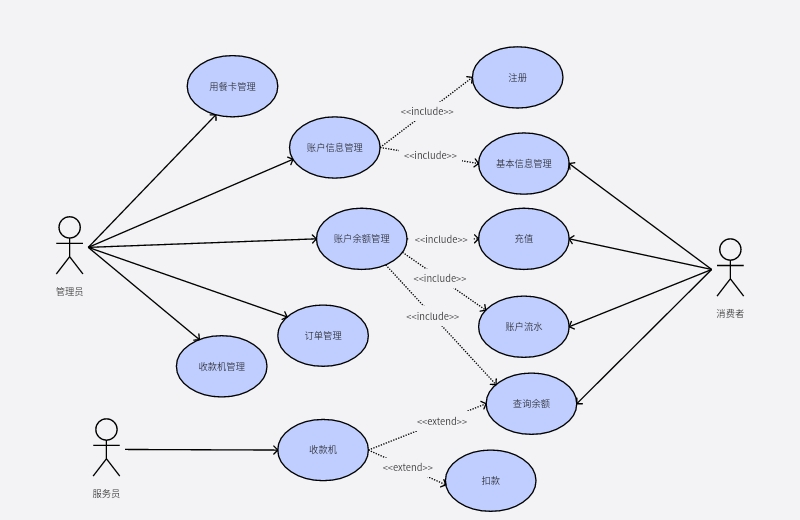 注册
用餐卡管理
<<include>>
账户信息管理
<<include>>
基本信息管理
账户余额管理
<<include>>
充值
<<include>>
管理员
消费者
<<include>>
账户流水
订单管理
收款机管理
查询余额
<<extend>>
收款机
<<extend>>
扣款
服务员